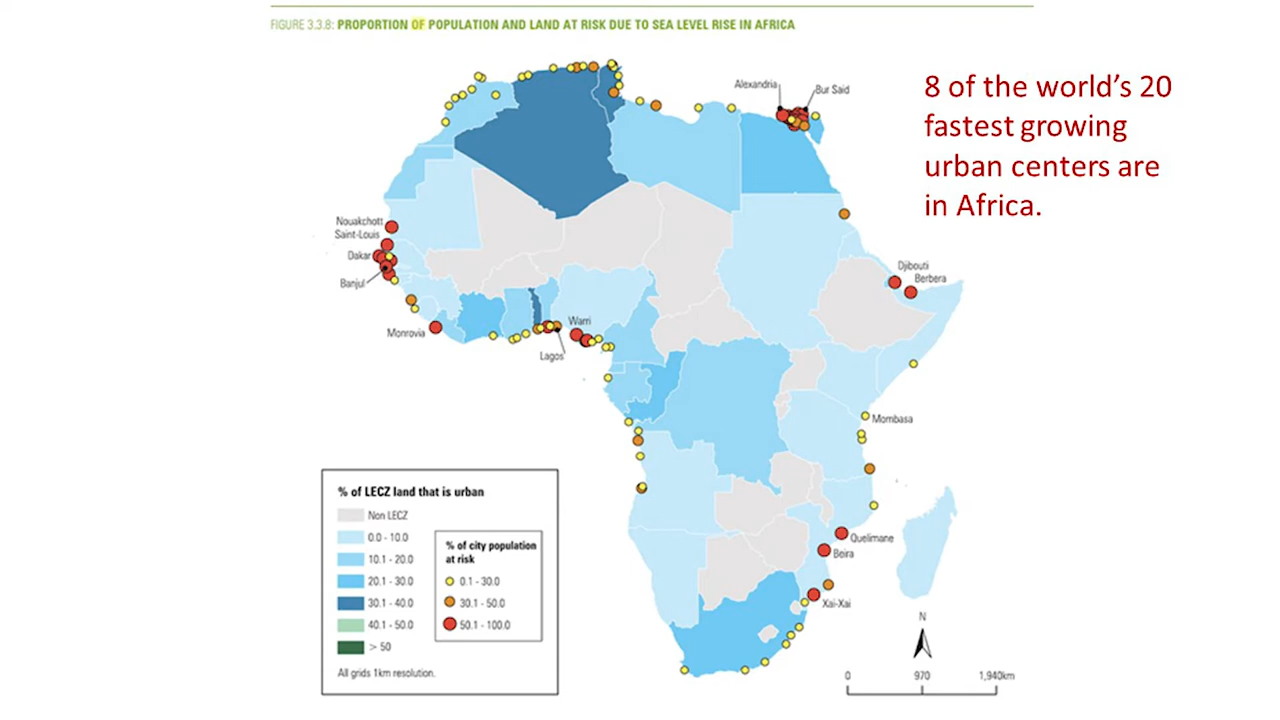 FIGURE 3.3.8: PROPORTION OF POPULATION AND LAND AT RISK DUE TO SEA LEVEL RISE IN AFRICA
8 of the world’s 20
fastest growing
urban centers are
in Africa.
Alexandria
Bur Said
Nouakchott
Saint-Louis
Dakar
Banjul
Djibouti
Berbera
Monrovia
Warri
Lagos
Mombasa
Quelimane
Beira
Xai-Xai
% of LECZ land that is urban
Non LECZ
0.0 - 10.0
10.1 - 20.0
20.1 - 30.0
30.1 - 40.0
40.1 - 50.0
> 50
All grids 1km resolution.
% of city population
at risk
0.1 - 30.0
30.1 - 50.0
50.1 - 100.0
N
0 970 1,940km